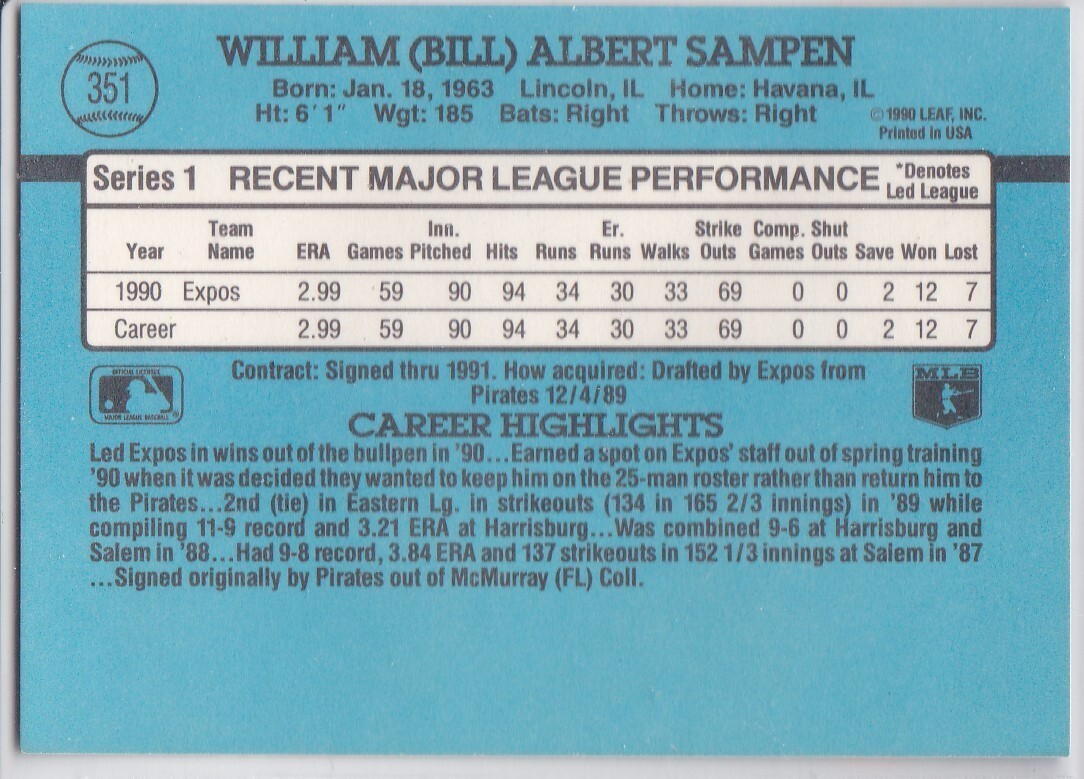 351
WILLIAM (BILL) ALBERT SAMPEN
Born: Jan. 18, 1963 Lincoln, IL Home: Havana, IL
Ht: 6' 1" Wgt: 185 Bats: Right Throws: Right
© 1990 LEAF, INC.
Printed in USA
Series 1 RECENT MAJOR LEAGUE PERFORMANCE *Denotes Led League
Year Team Name ERA Games Inn. Pitched Hits Runs Er. Runs Walks Strike Outs Comp. Games Shut Outs Save Won Lost
1990 Expos 2.99 59 90 94 34 30 33 69 0 0 2 12 7
Career 2.99 59 90 94 34 30 33 69 0 0 2 12 7
OFFICIAL LICENSEE
MAJOR LEAGUE BASEBALL ®
Contract: Signed thru 1991. How acquired: Drafted by Expos from
Pirates 12/4/89
MLB
CAREER HIGHLIGHTS
Led Expos in wins out of the bullpen in '90...Earned a spot on Expos' staff out of spring training
'90 when it was decided they wanted to keep him on the 25-man roster rather than return him to
the Pirates...2nd (tie) in Eastern Lg. in strikeouts (134 in 165 2/3 innings) in '89 while
compiling 11-9 record and 3.21 ERA at Harrisburg...Was combined 9-6 at Harrisburg and
Salem in '88...Had 9-8 record, 3.84 ERA and 137 strikeouts in 152 1/3 innings at Salem in '87
...Signed originally by Pirates out of McMurray (FL) Coll.